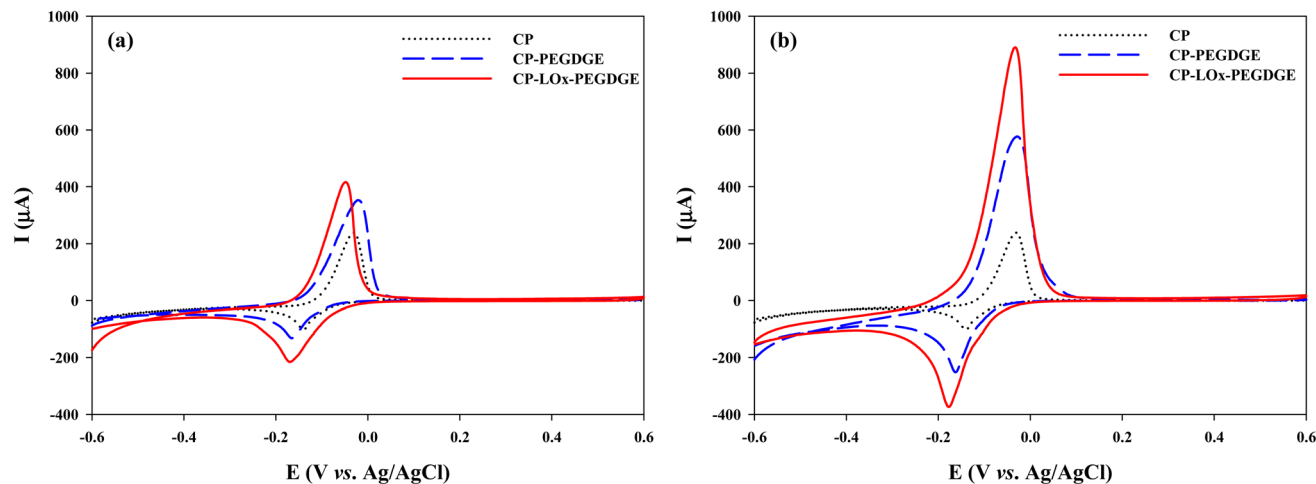 (a)
CP
CP-PEGDGE
CP-LOx-PEGDGE
1000
800
600
400
200
0
-200
-400
I (µA)
-0.6
-0.4
-0.2
0.0
0.2
0.4
0.6
E (V vs. Ag/AgCl)
(b)
CP
CP-PEGDGE
CP-LOx-PEGDGE
1000
800
600
400
200
0
-200
-400
I (µA)
-0.6
-0.4
-0.2
0.0
0.2
0.4
0.6
E (V vs. Ag/AgCl)